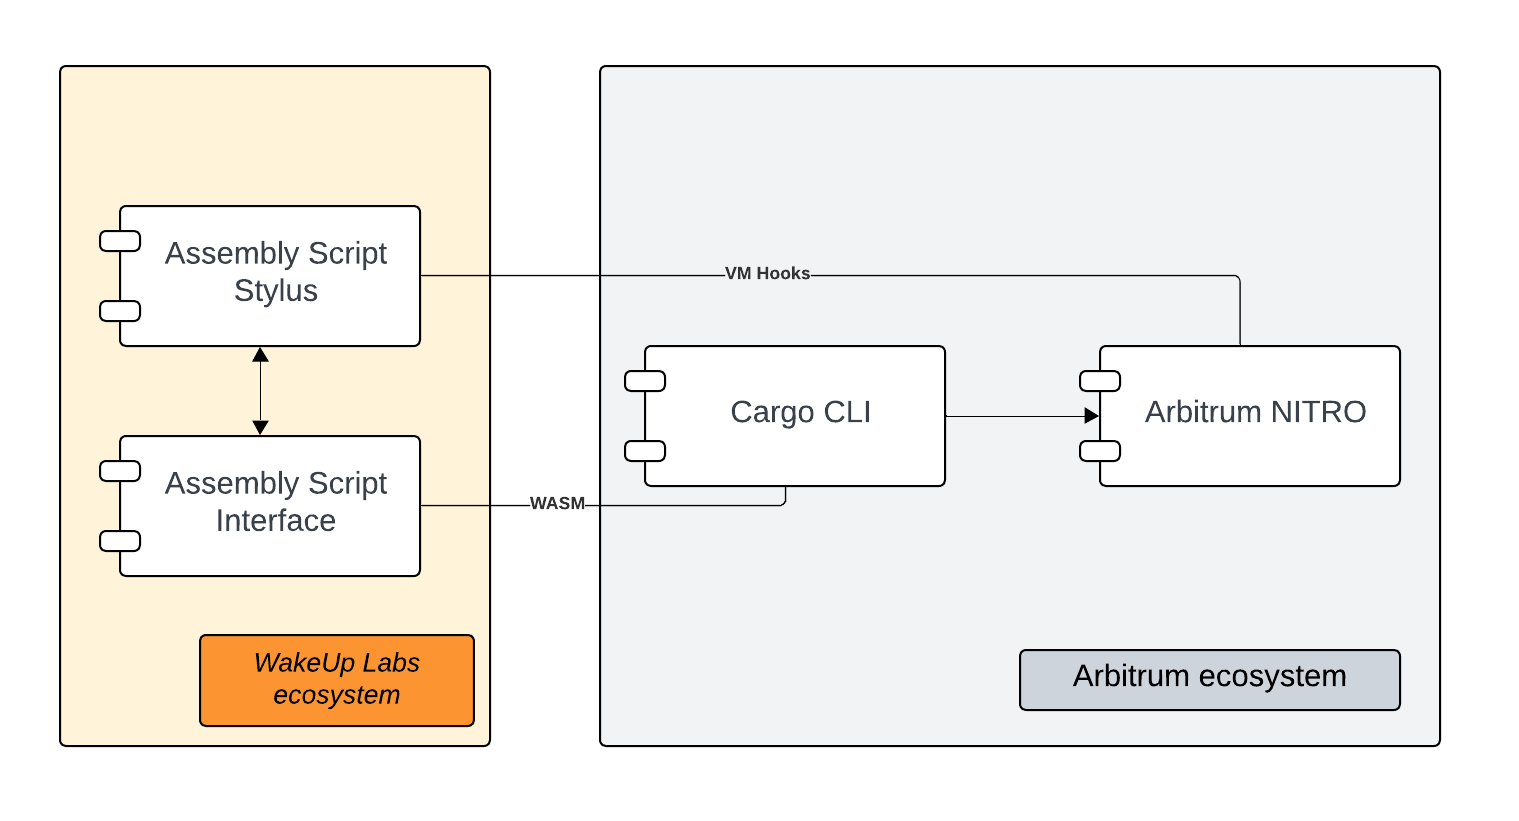 Assembly Script
Stylus
VM Hooks
Cargo CLI
Arbitrum NITRO
Assembly Script
Interface
WASM
WakeUp Labs
ecosystem
Arbitrum ecosystem